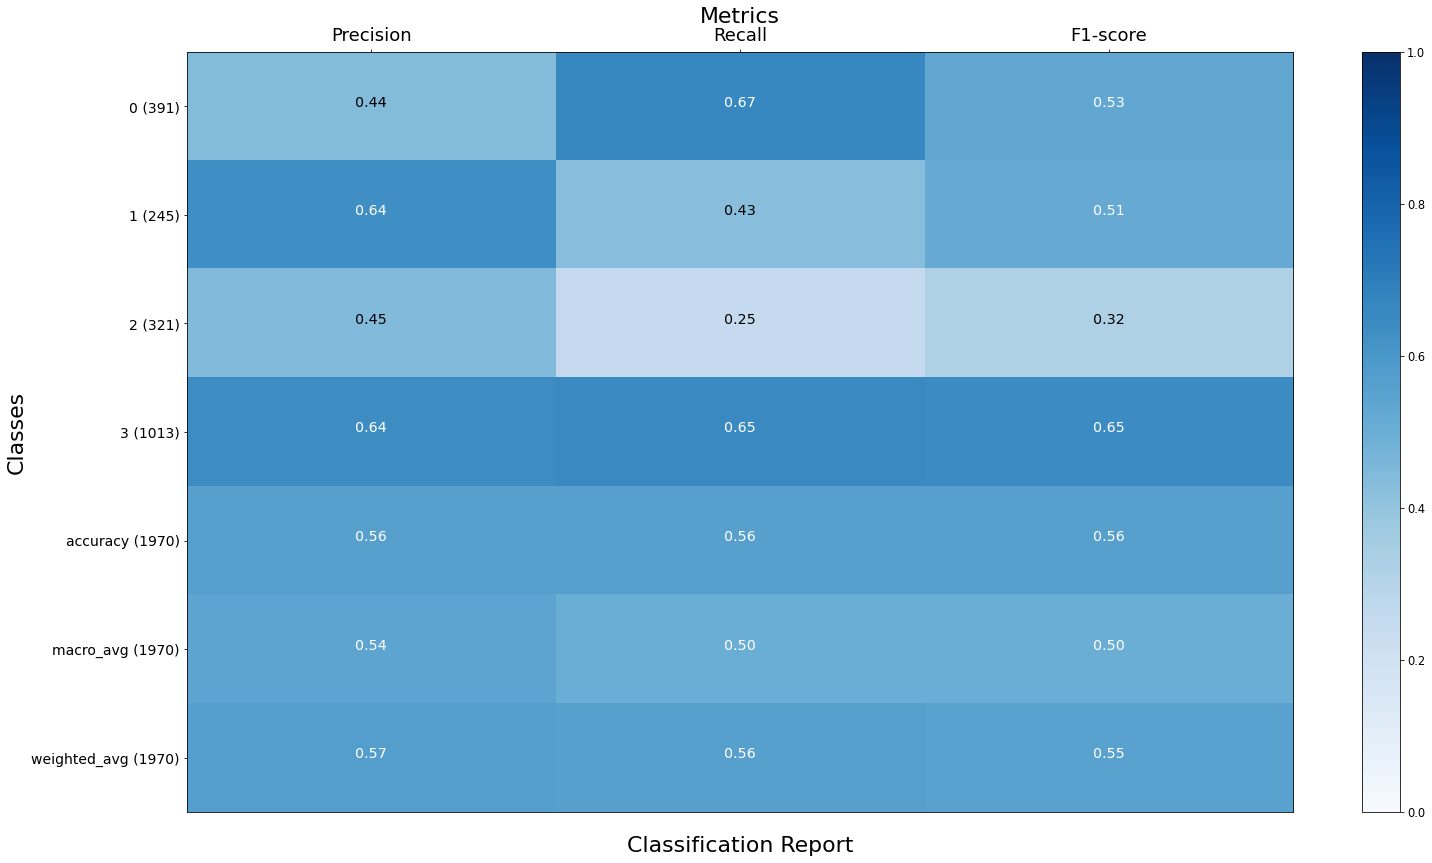 Metrics
Precision Recall F1-score
0 (391) 0.44 0.67 0.53
1 (245) 0.64 0.43 0.51
2 (321) 0.45 0.25 0.32
3 (1013) 0.64 0.65 0.65
accuracy (1970) 0.56 0.56 0.56
macro_avg (1970) 0.54 0.50 0.50
weighted_avg (1970) 0.57 0.56 0.55
Classes
Classification Report
1.0
0.8
0.6
0.4
0.2
0.0